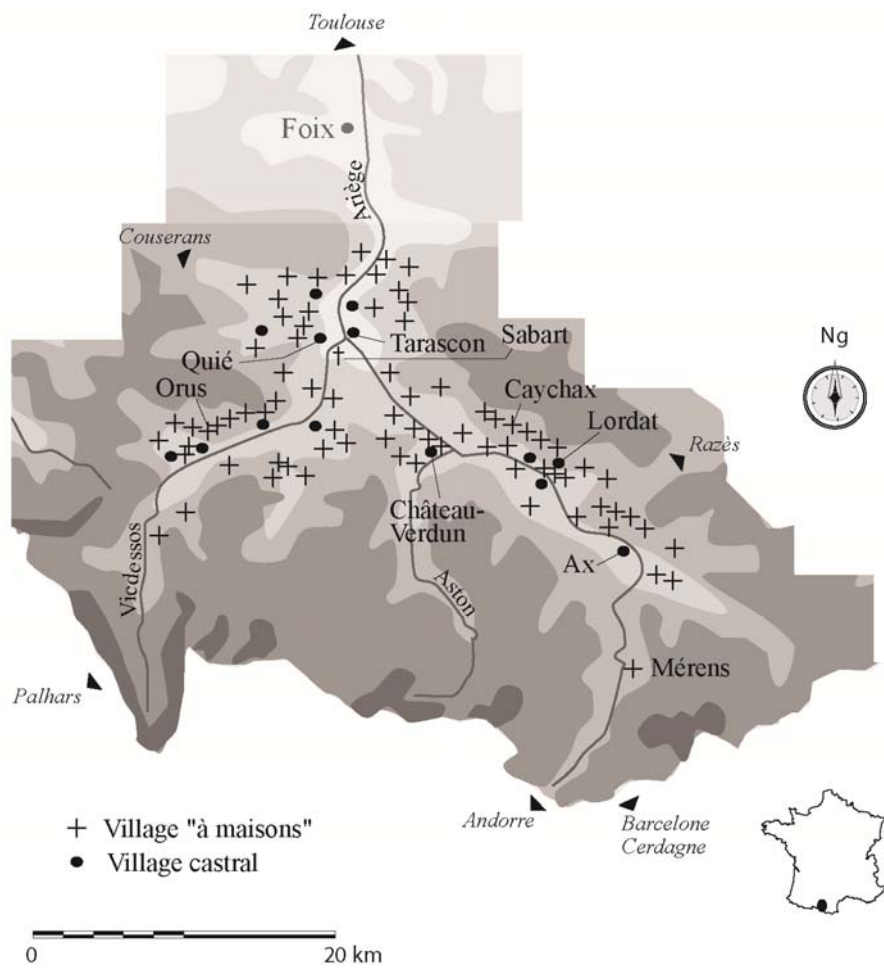 Toulouse
Foix
Ariège
Couserans
Sabart
Ng
Tarascon
Quié
Caychax
Orus
Lordat
Razès
Château-
Verdun
Vicdessos
Ax
Aston
Mérens
Palhars
Andorre
Barcelone
Cerdagne
Village "à maisons"
Village castral
0
20 km